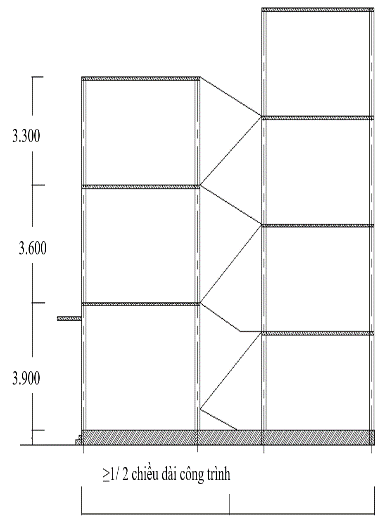 3.300
3.600
3.900
≥1/ 2 chiều dài công trình